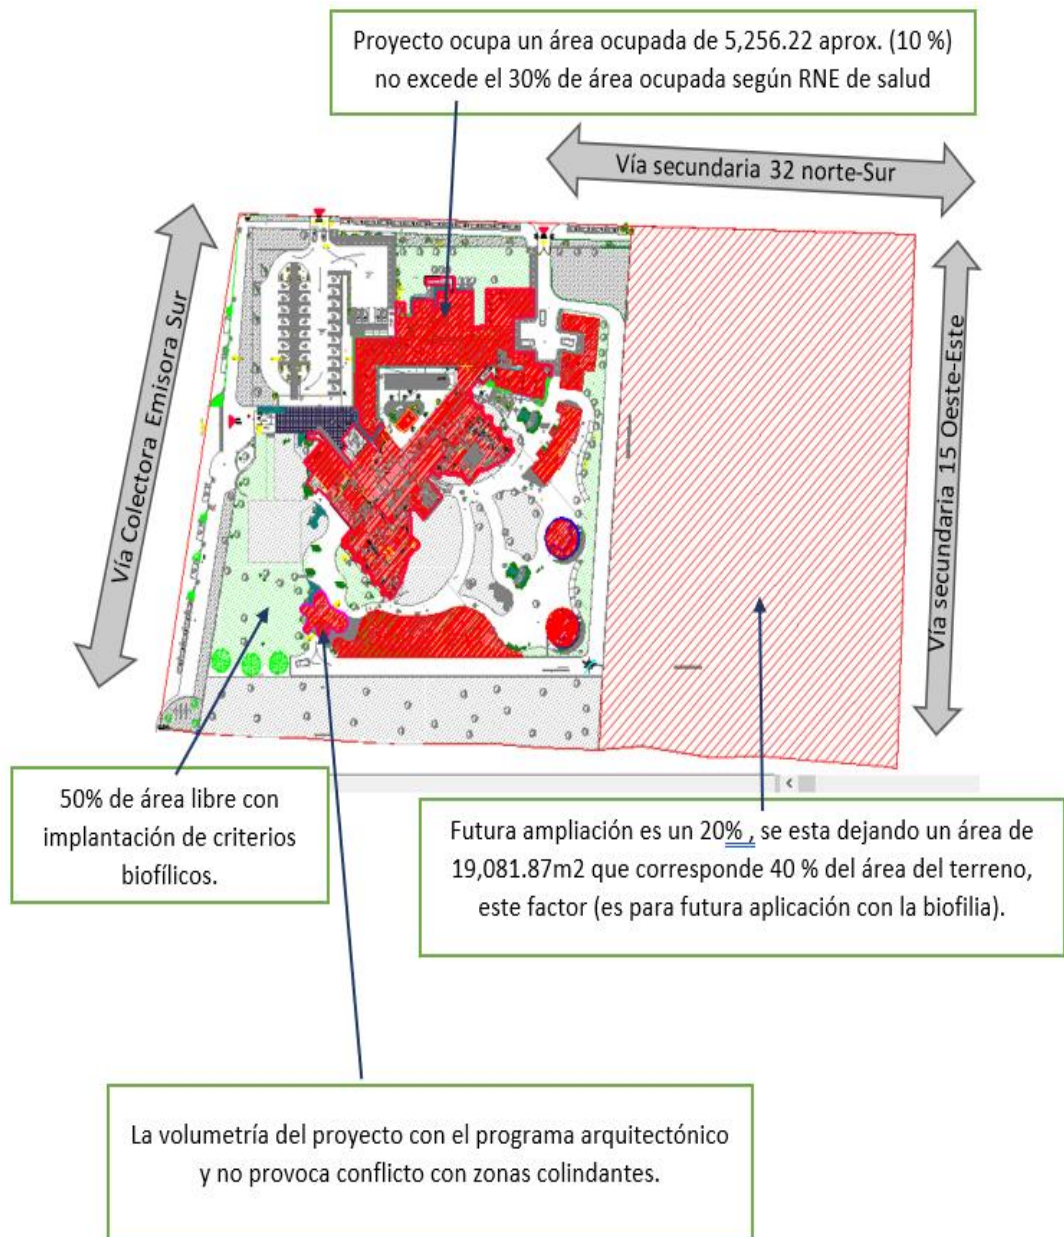 Proyecto ocupa un área ocupada de 5,256.22 aprox. (10 %)
no excede el 30% de área ocupada según RNE de salud
Vía secundaria 32 norte-Sur
Vía Colectora Emisora Sur
Vía secundaria 15 Oeste-Este
50% de área libre con
implantación de criterios
biofílicos.
Futura ampliación es un 20% , se esta dejando un área de
19,081.87m2 que corresponde 40 % del área del terreno,
este factor (es para futura aplicación con la biofilia).
La volumetría del proyecto con el programa arquitectónico
y no provoca conflicto con zonas colindantes.